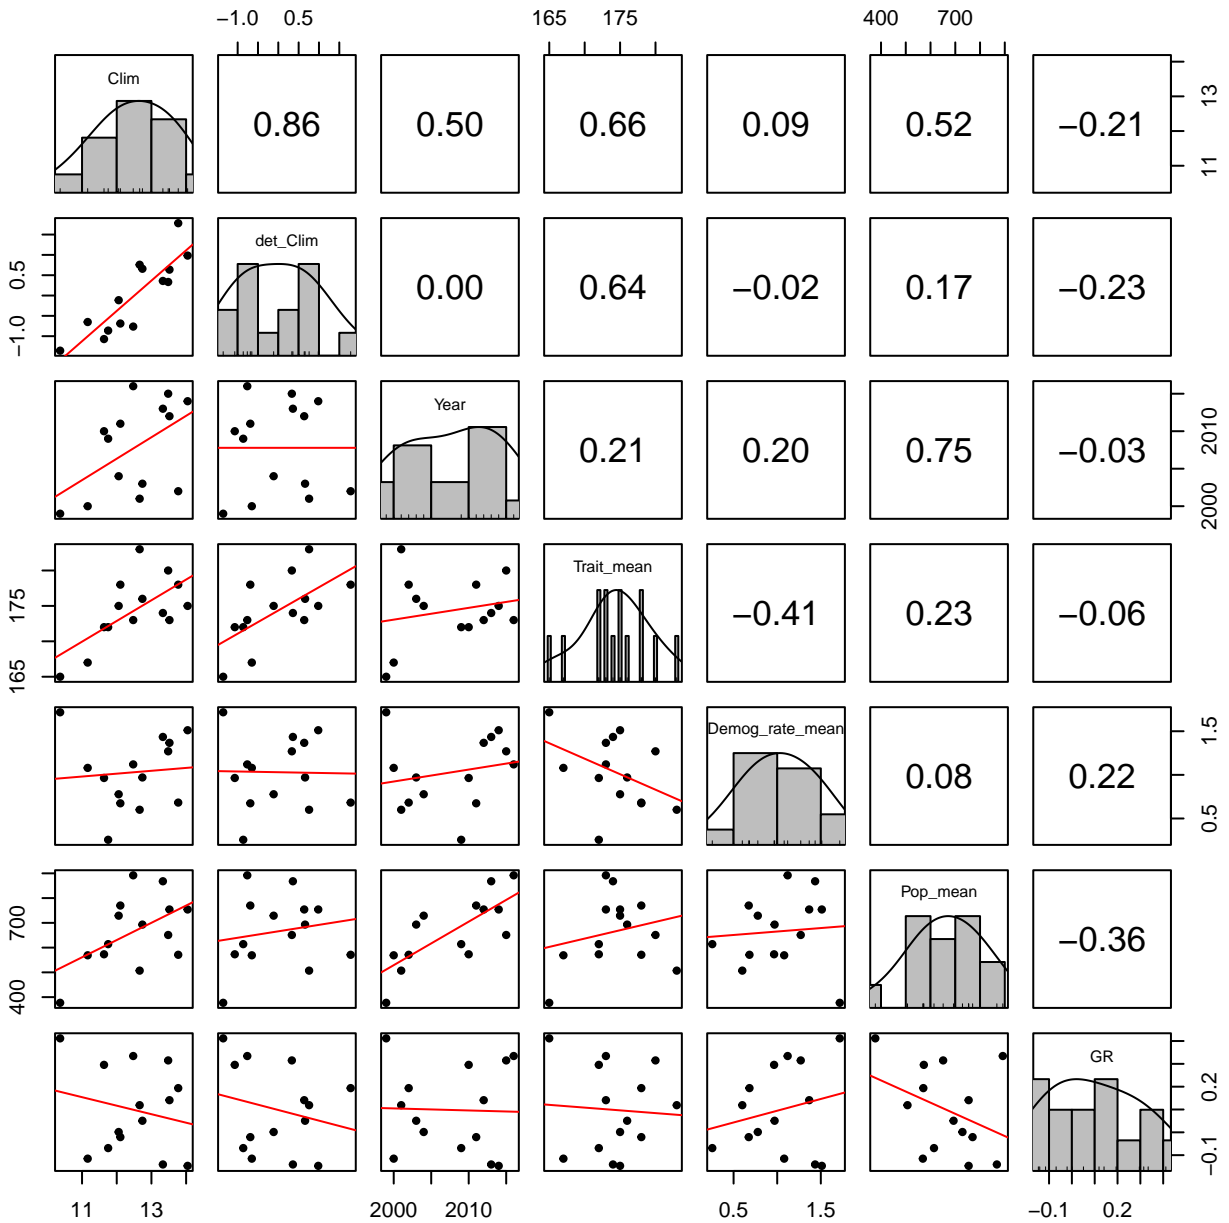 −1.0 0.5 165 175 400 700
Clim 0.86 0.50 0.66 0.09 0.52 −0.21 11 13
−1.0 0.5 det_Clim 0.00 0.64 −0.02 0.17 −0.23
Year 0.21 0.20 0.75 −0.03 2000 2010
165 175 Trait_mean −0.41 0.23 −0.06
Demog_rate_mean 0.08 0.22 0.5 1.5
400 700 Pop_mean −0.36
GR −0.1 0.2
11 13 2000 2010 0.5 1.5 −0.1 0.2